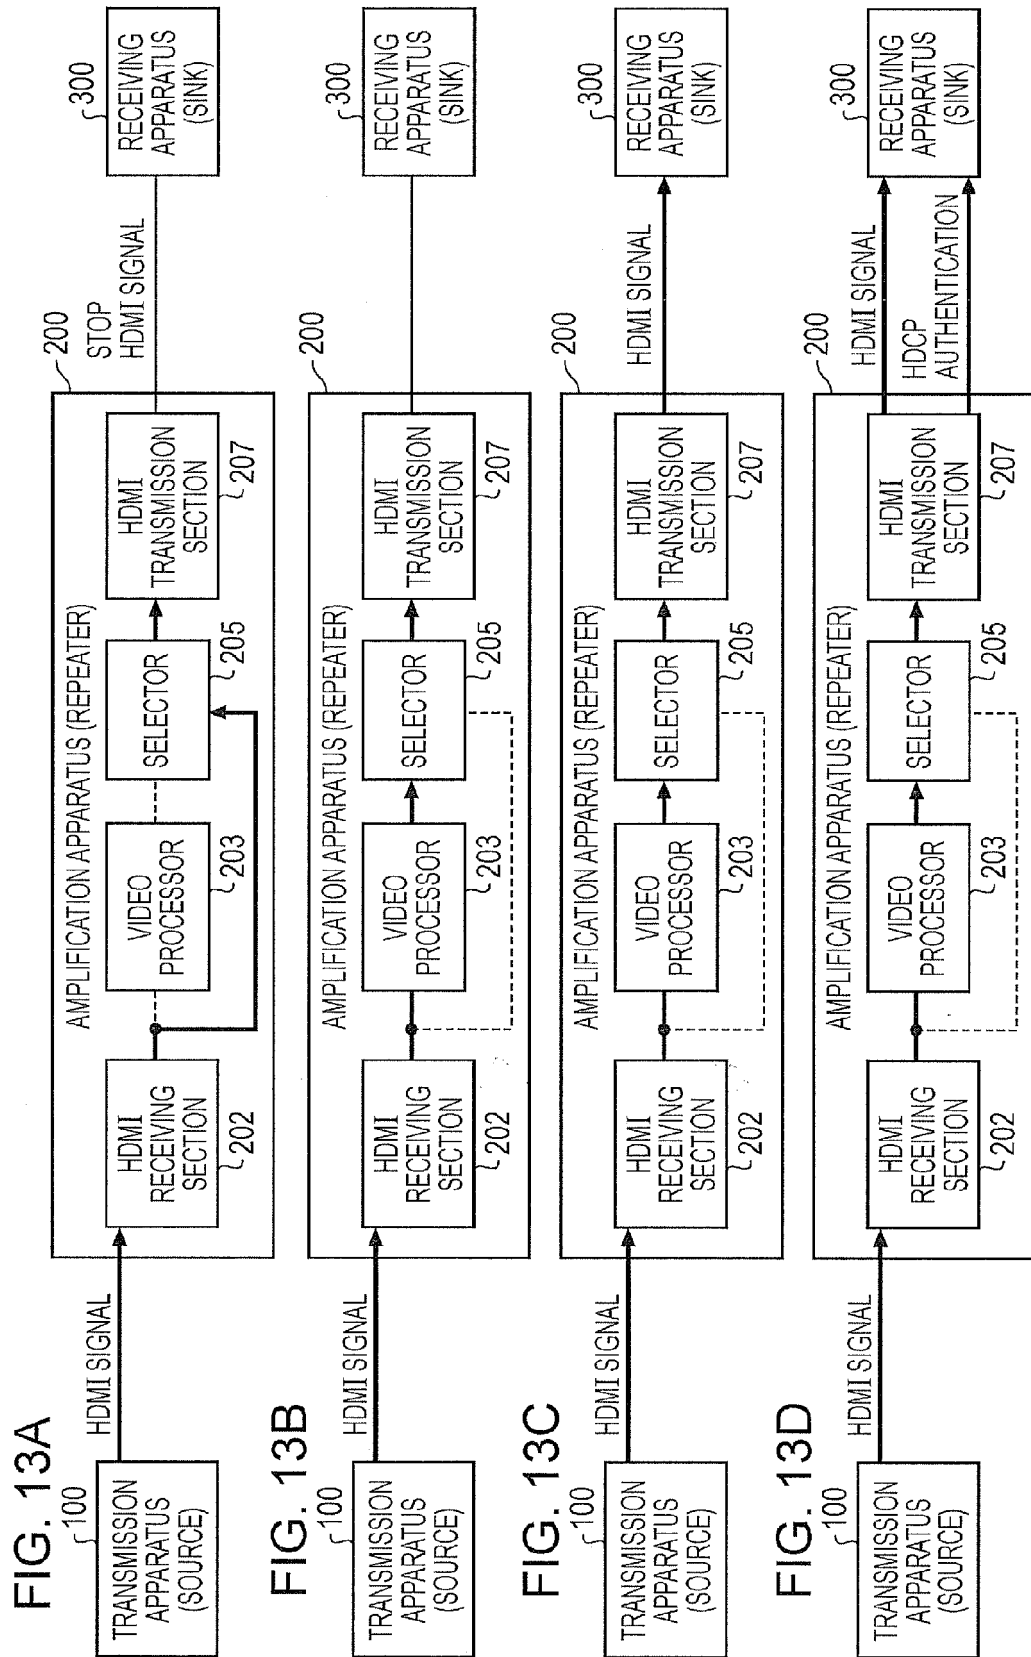 FIG. 13A
100
TRANSMISSION
APPARATUS
(SOURCE)
HDMI SIGNAL
200
AMPLIFICATION APPARATUS (REPEATER)
HDMI
RECEIVING
SECTION
202
VIDEO
PROCESSOR
203
SELECTOR
205
HDMI
TRANSMISSION
SECTION
207
STOP
HDMI SIGNAL
300
RECEIVING
APPARATUS
(SINK)
FIG. 13B
100
TRANSMISSION
APPARATUS
(SOURCE)
HDMI SIGNAL
200
AMPLIFICATION APPARATUS (REPEATER)
HDMI
RECEIVING
SECTION
202
VIDEO
PROCESSOR
203
SELECTOR
205
HDMI
TRANSMISSION
SECTION
207
300
RECEIVING
APPARATUS
(SINK)
FIG. 13C
100
TRANSMISSION
APPARATUS
(SOURCE)
HDMI SIGNAL
200
AMPLIFICATION APPARATUS (REPEATER)
HDMI
RECEIVING
SECTION
202
VIDEO
PROCESSOR
203
SELECTOR
205
HDMI
TRANSMISSION
SECTION
207
HDMI SIGNAL
300
RECEIVING
APPARATUS
(SINK)
FIG. 13D
100
TRANSMISSION
APPARATUS
(SOURCE)
HDMI SIGNAL
200
AMPLIFICATION APPARATUS (REPEATER)
HDMI
RECEIVING
SECTION
202
VIDEO
PROCESSOR
203
SELECTOR
205
HDMI
TRANSMISSION
SECTION
207
HDMI SIGNAL
HDCP
AUTHENTICATION
300
RECEIVING
APPARATUS
(SINK)